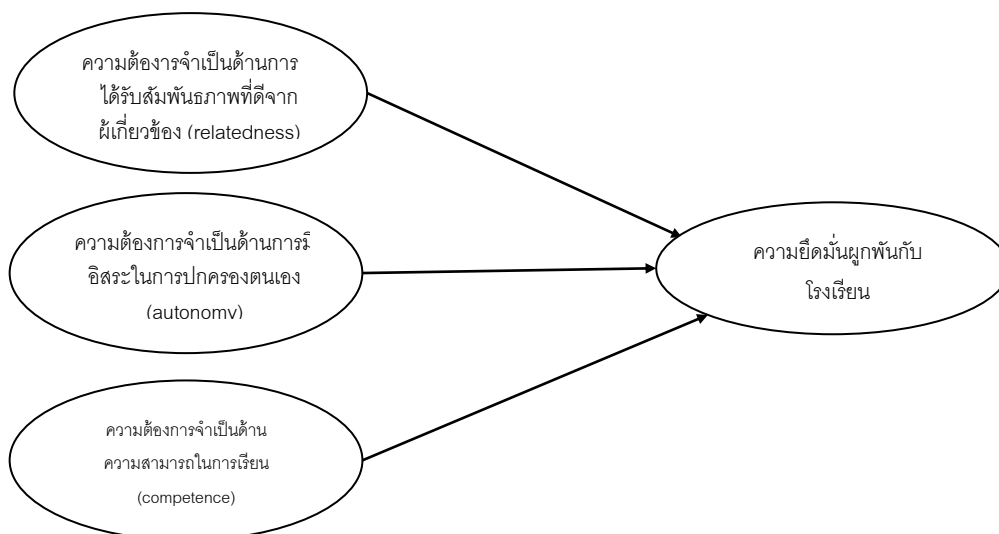 ความต้องารจำเป็นด้านการ
ได้รับสัมพันธภาพที่ดีจาก
ผู้เกี่ยวข้อง (relatedness)
ความต้องการจำเป็นด้านการมี
อิสระในการปกครองตนเอง
(autonomy)
ความต้องการจำเป็นด้าน
ความสามารถในการเรียน
(competence)
ความยึดมั่นผูกพันกับ
โรงเรียน